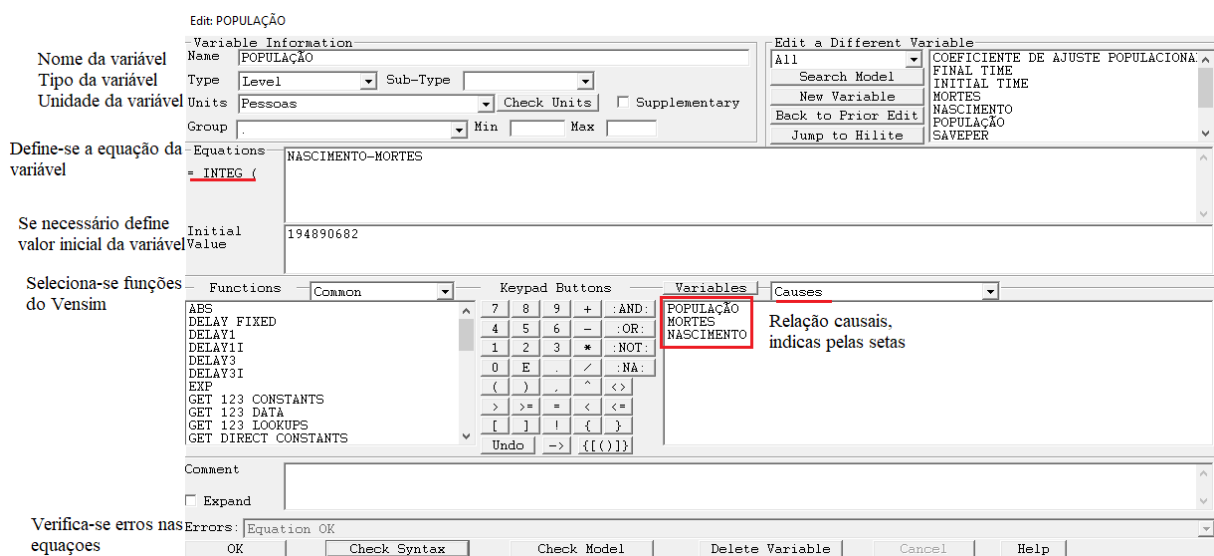 Edit: POPULAÇÃO
Variable Information
Edit a Different Variable
Nome da variável
Name POPULAÇÃO
All
COEFICIENTE DE AJUSTE POPULACIONA
FINAL TIME
INITIAL TIME
MORTES
NASCIMENTO
POPULAÇÃO
SAVEPER
Tipo da variável
Type Level Sub-Type
Search Model
Unidade da variável
Units Pessoas Check Units Supplementary
New Variable
Back to Prior Edit
Group . Min Max
Jump to Hilite
Define-se a equação da
variável
Equations
= INTEG (
NASCIMENTO-MORTES
Se necessário define
valor inicial da variável
Initial
Value
194890682
Seleciona-se funções
do Vensim
Functions Common
Keypad Buttons
Variables Causes
ABS
DELAY FIXED
DELAY1
DELAY1I
DELAY3
DELAY3I
EXP
GET 123 CONSTANTS
GET 123 DATA
GET 123 LOOKUPS
GET DIRECT CONSTANTS
7 8 9 + :AND:
4 5 6 - :OR:
1 2 3 * :NOT:
0 E . / :NA:
( ) , ^ <>
> >= = < <=
[ ] ! { }
Undo -> {[()]}
POPULAÇÃO
MORTES
NASCIMENTO
Relação causais,
indicas pelas setas
Comment
Expand
Verifica-se erros nas
equaçoes
Errors: Equation OK
OK Check Syntax Check Model Delete Variable Cancel Help